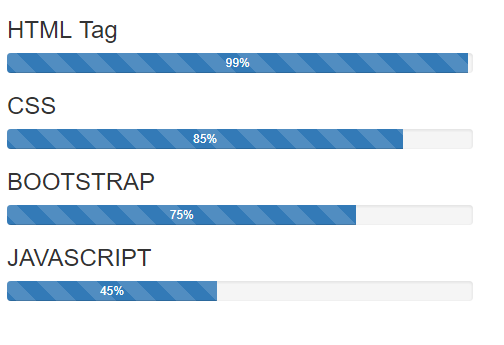 HTML Tag
99%
CSS
85%
BOOTSTRAP
75%
JAVASCRIPT
45%